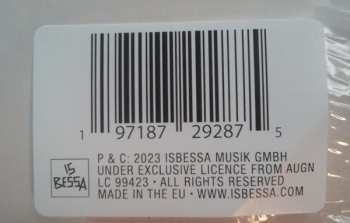 1 97187 29287 5
IS
BESSA
P & C: 2023 ISBESSA MUSIK GMBH
UNDER EXCLUSIVE LICENCE FROM AUGN
LC 99423 • ALL RIGHTS RESERVED
MADE IN THE EU • WWW.ISBESSA.COM